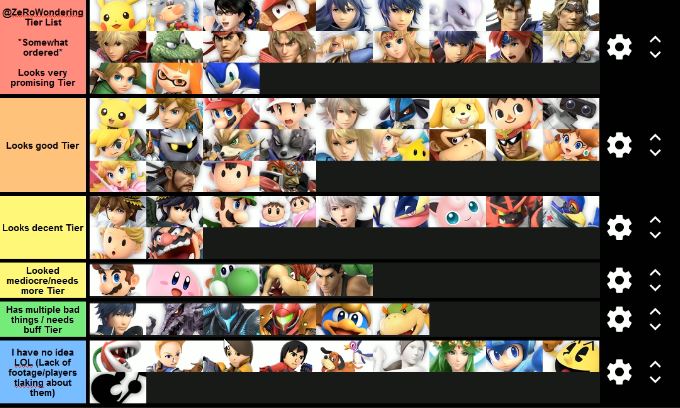 @ZeRoWondering
Tier List
"Somewhat
ordered"
Looks very
promising Tier
Looks good Tier
Looks decent Tier
Looked
mediocre/needs
more Tier
Has multiple bad
things / needs
buff Tier
I have no idea
LOL (Lack of
footage/players
tlaking about
them)